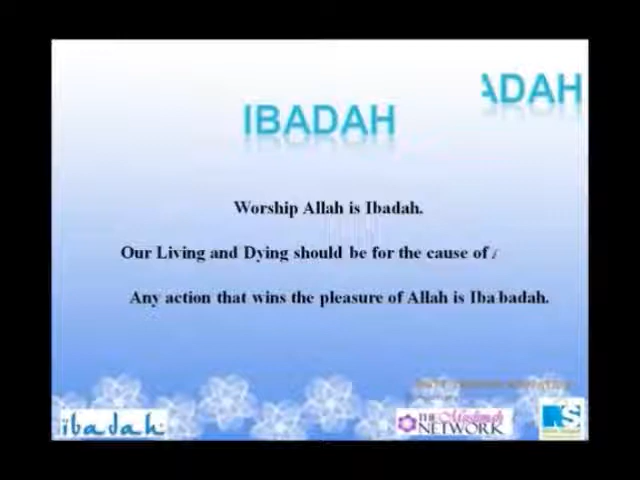 ADAH
IBADAH
Worship Allah is Ibadah.
Our Living and Dying should be for the cause of
Any action that wins the pleasure of Allah is Iba badah.
ibadah
THE Muslimah
NETWORK